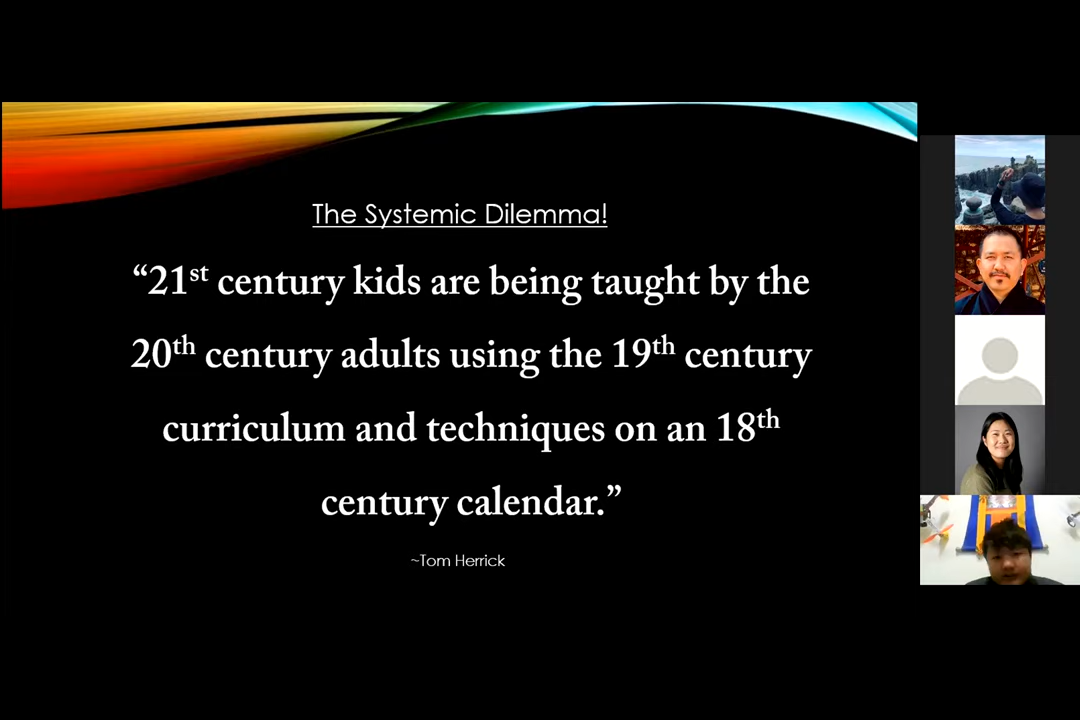 The Systemic Dilemma!
“21st century kids are being taught by the
20th century adults using the 19th century
curriculum and techniques on an 18th
century calendar.”
~Tom Herrick